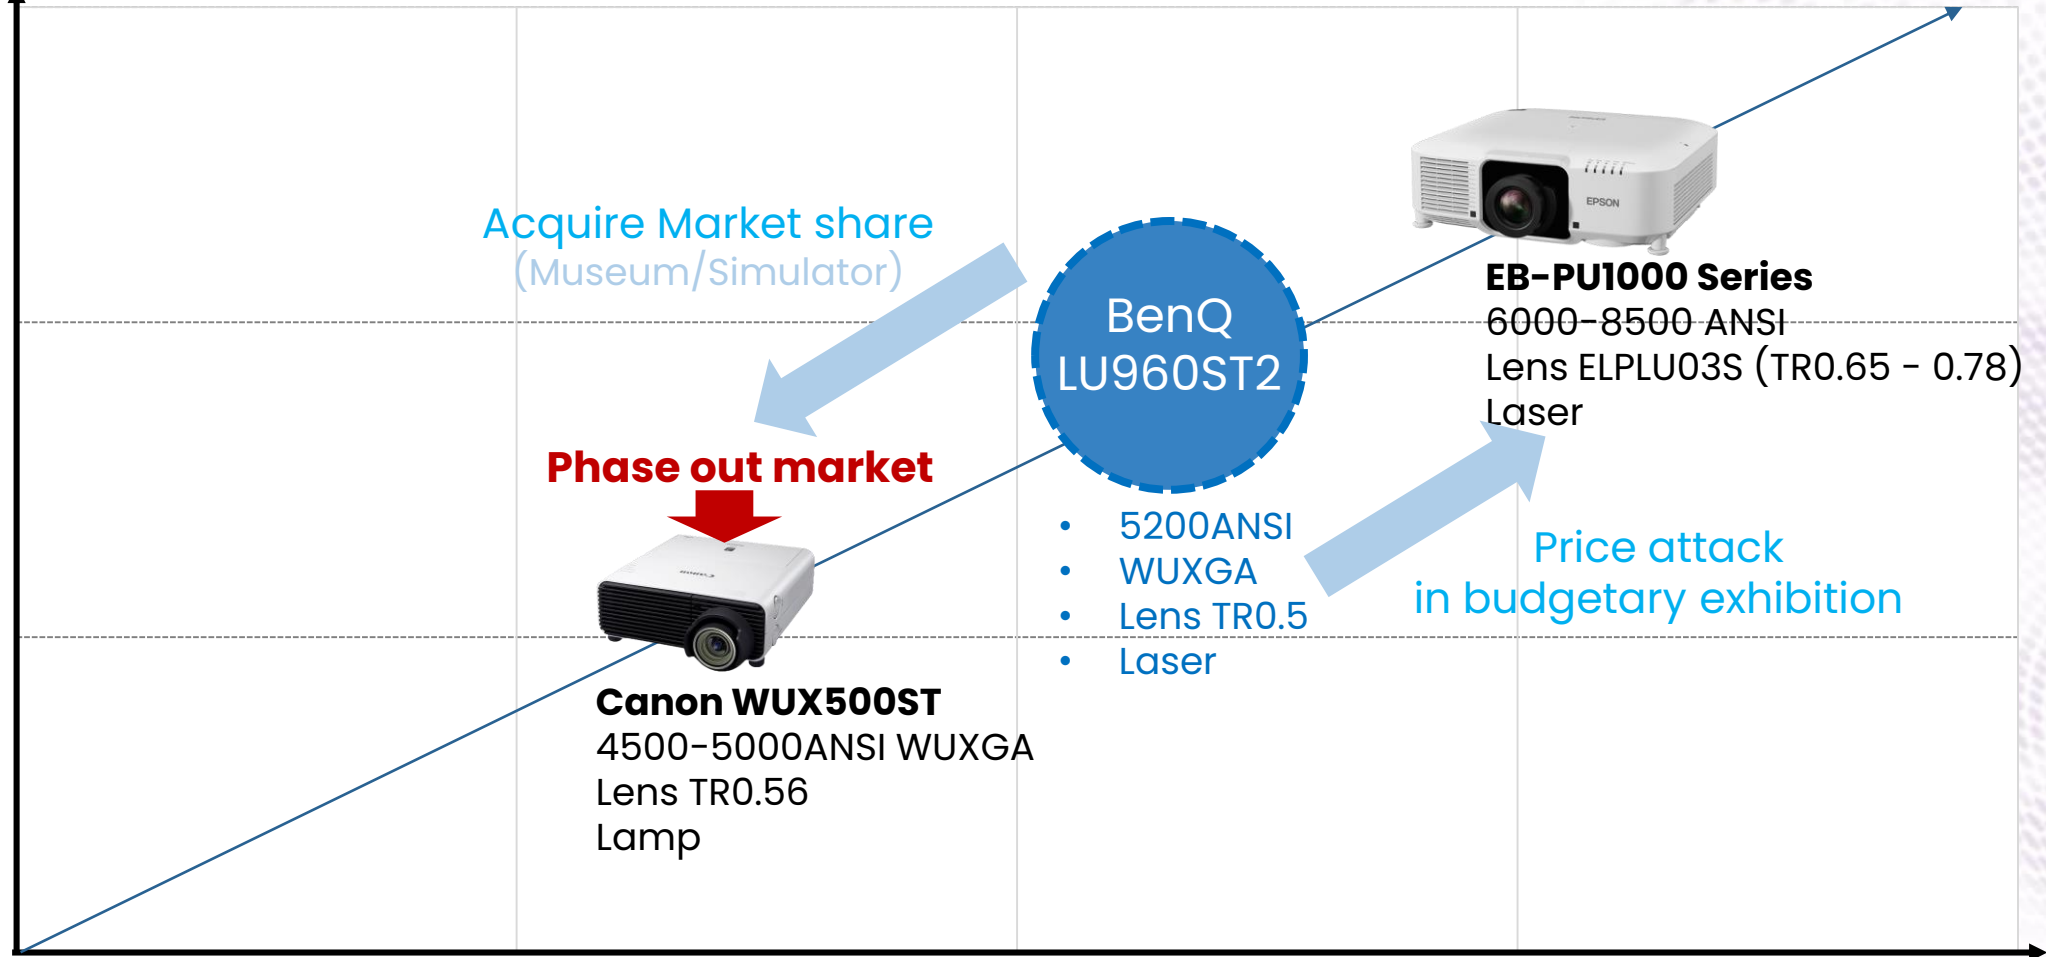 Acquire Market share
(Museum/Simulator)
BenQ
LU960ST2
EPSON
EB-PU1000 Series
6000-8500 ANSI
Lens ELPLU03S (TR0.65 - 0.78)
Laser
Phase out market
• 5200ANSI
• WUXGA
• Lens TR0.5
• Laser
Price attack
in budgetary exhibition
Canon
Canon WUX500ST
4500-5000ANSI WUXGA
Lens TR0.56
Lamp